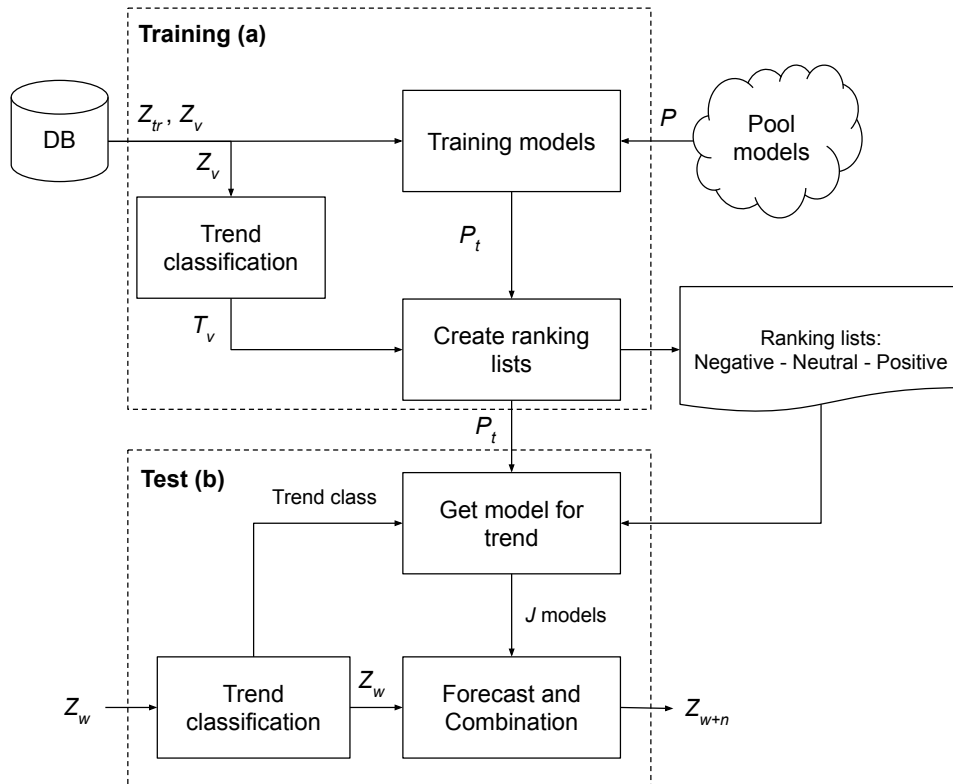 Training (a)
DB
Z_tr , Z_v
Training models
P
Pool
models
Z_v
Trend
classification
P_t
T_v
Create ranking
lists
Ranking lists:
Negative - Neutral - Positive
P_t
Test (b)
Trend class
Get model for
trend
J models
Z_w
Trend
classification
Z_w
Forecast and
Combination
Z_w+n